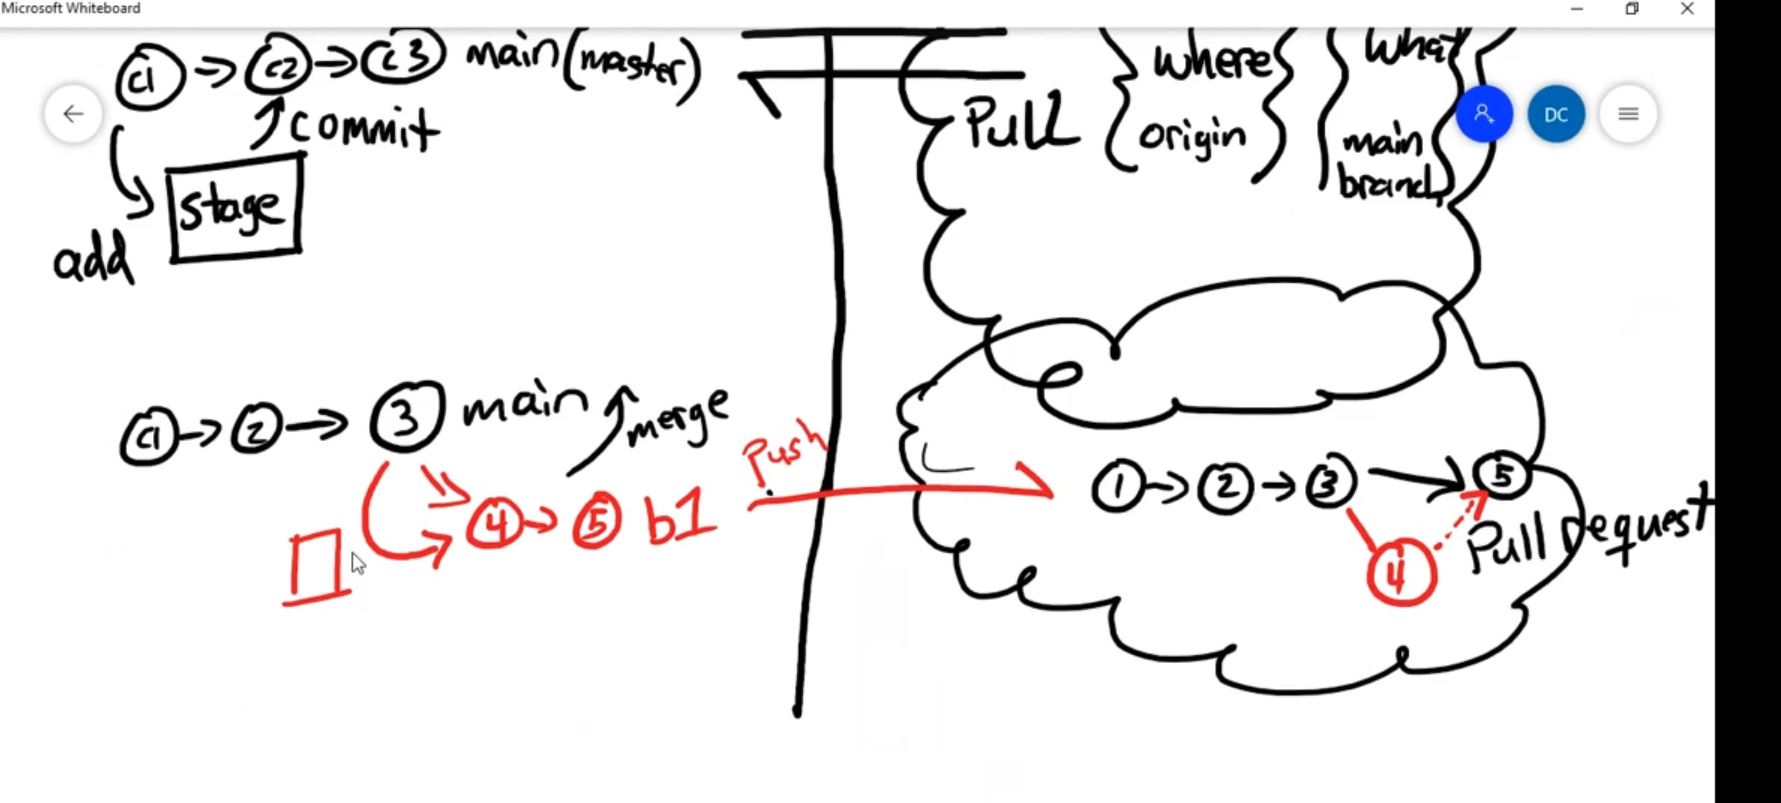 Microsoft Whiteboard
DC
C1 C2 C3 main (master)
commit
stage
add
Pull where origin
what main branch
C1 2 3 main merge
4 5 b1
Push
1 2 3 5
4
Pull request